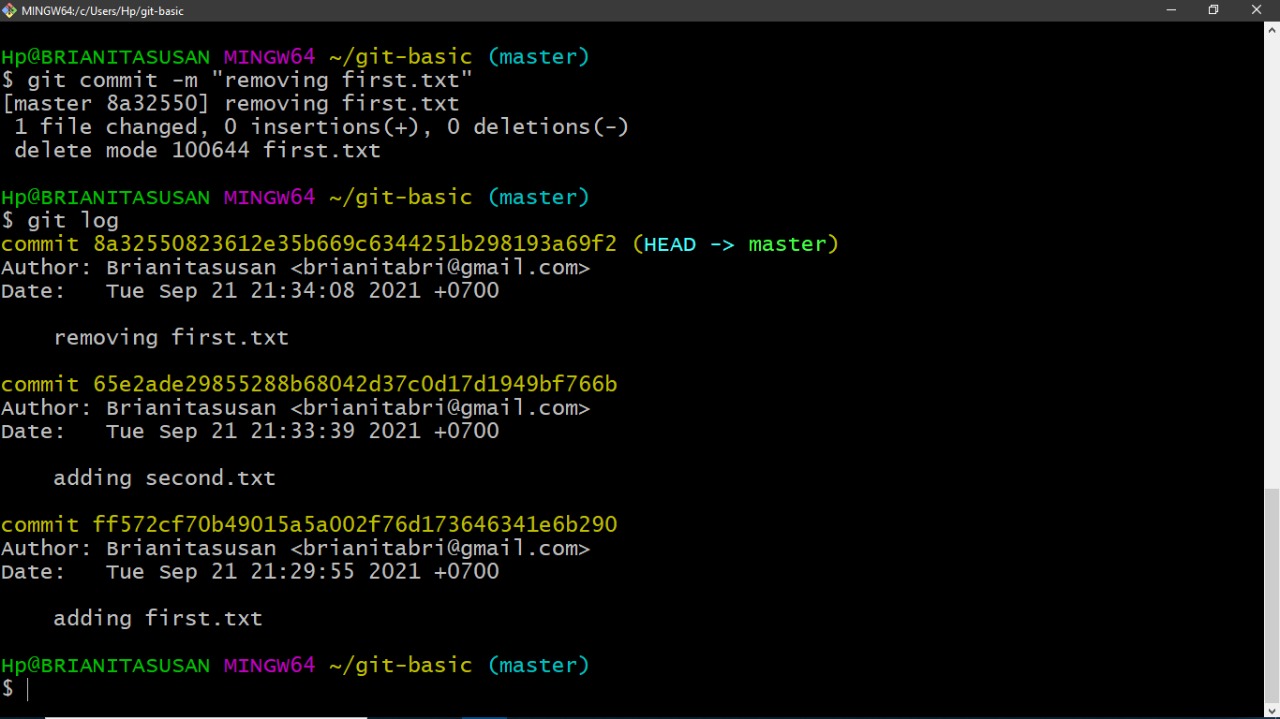 MINGW64:/c/Users/Hp/git-basic
Hp@BRIANITASUSAN MINGW64 ~/git-basic (master)
$ git commit -m "removing first.txt"
[master 8a32550] removing first.txt
 1 file changed, 0 insertions(+), 0 deletions(-)
 delete mode 100644 first.txt
Hp@BRIANITASUSAN MINGW64 ~/git-basic (master)
$ git log
commit 8a32550823612e35b669c6344251b298193a69f2 (HEAD -> master)
Author: Brianitasusan <brianitabri@gmail.com>
Date:   Tue Sep 21 21:34:08 2021 +0700
    removing first.txt
commit 65e2ade29855288b68042d37c0d17d1949bf766b
Author: Brianitasusan <brianitabri@gmail.com>
Date:   Tue Sep 21 21:33:39 2021 +0700
    adding second.txt
commit ff572cf70b49015a5a002f76d173646341e6b290
Author: Brianitasusan <brianitabri@gmail.com>
Date:   Tue Sep 21 21:29:55 2021 +0700
    adding first.txt
Hp@BRIANITASUSAN MINGW64 ~/git-basic (master)
$